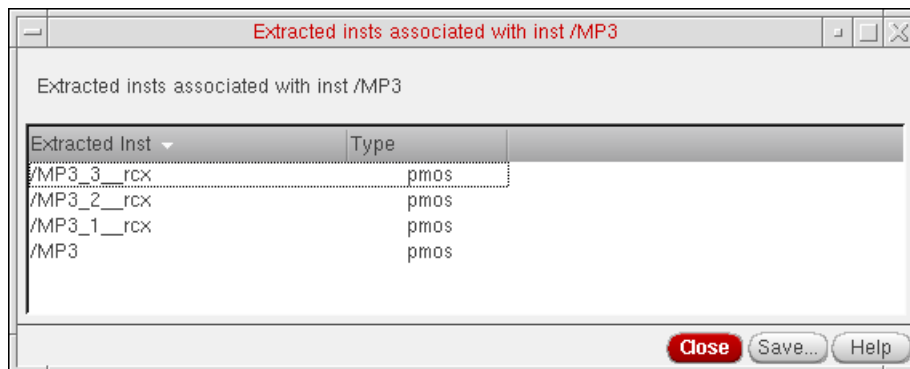 Extracted insts associated with inst /MP3
Extracted insts associated with inst /MP3
Extracted Inst Type
/MP3_3__rcx pmos
/MP3_2__rcx pmos
/MP3_1__rcx pmos
/MP3 pmos
Close Save... Help